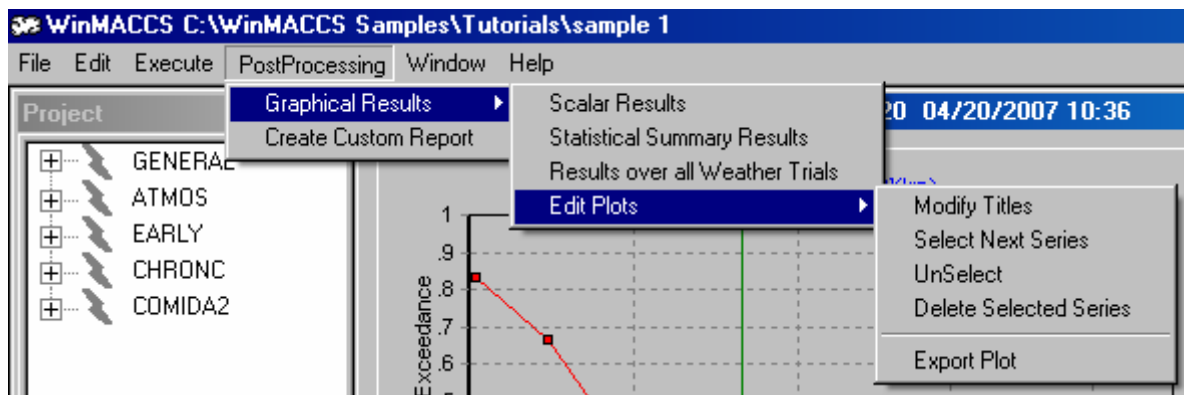 WinMACCS C:\WinMACCS Samples\Tutorials\sample 1
File Edit Execute PostProcessing Window Help
Project
GENERAL
ATMOS
EARLY
CHRONC
COMIDA2
Graphical Results
Create Custom Report
Scalar Results
Statistical Summary Results
Results over all Weather Trials
Edit Plots
Modify Titles
Select Next Series
UnSelect
Delete Selected Series
Export Plot
20 04/20/2007 10:36
1
.9
.8
.7
.6
Exceedance